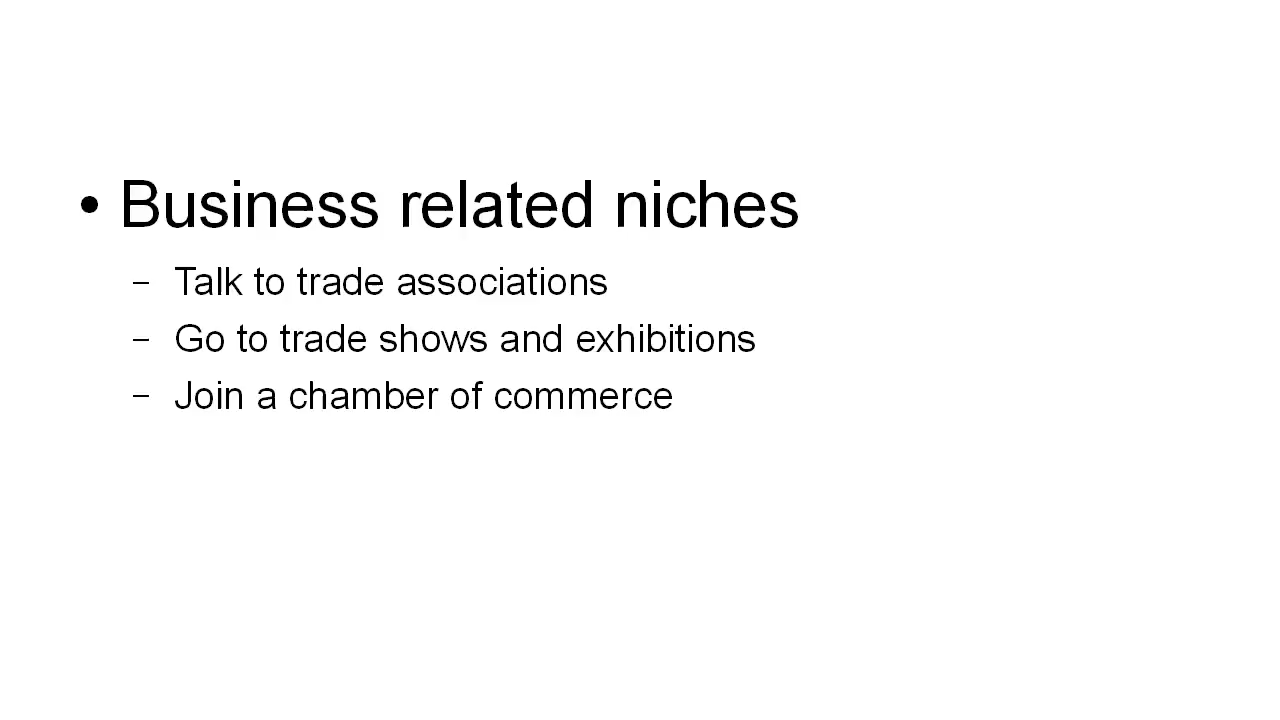 • Business related niches
– Talk to trade associations
– Go to trade shows and exhibitions
– Join a chamber of commerce